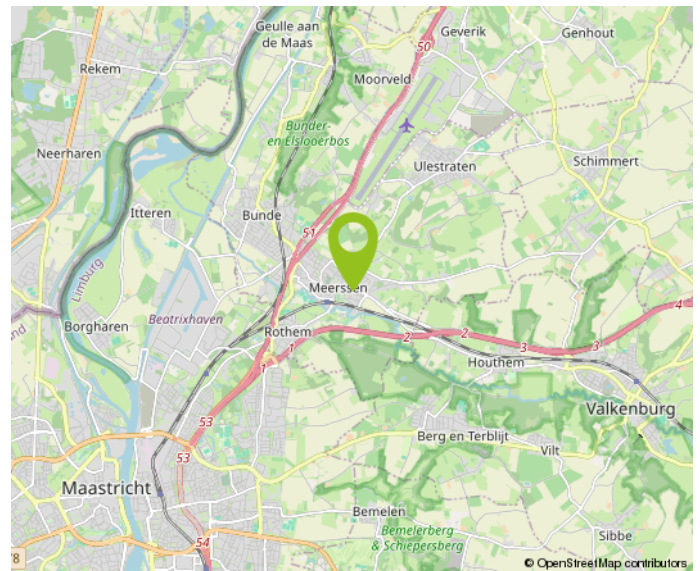 Geulle aan
de Maas
Geverik
Genhout
50
Rekem
Moorveld
Bunder-
en Elslooërbos
Neerharen
Ulestraten
Schimmert
Itteren
Bunde
51
Limburg
Meerssen
4
Borgharen
Beatrixhaven
Rothem
1
2
2
3
3
1
Houthem
53
Valkenburg
53
Berg en Terblijt
Vilt
Maastricht
Bemelen
Bemelerberg
& Schiepersberg
Sibbe
54
78
© OpenStreetMap contributors